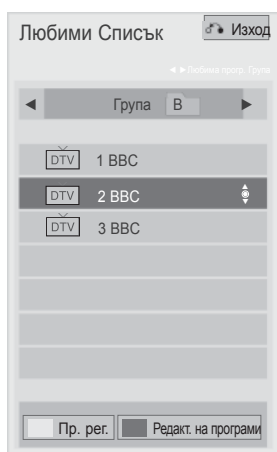 Любими Списък
Изход
◄ ► Любима прогр. Група
Група B
DTV 1 BBC
DTV 2 BBC
DTV 3 BBC
Пр. рег. Редакт. на програми